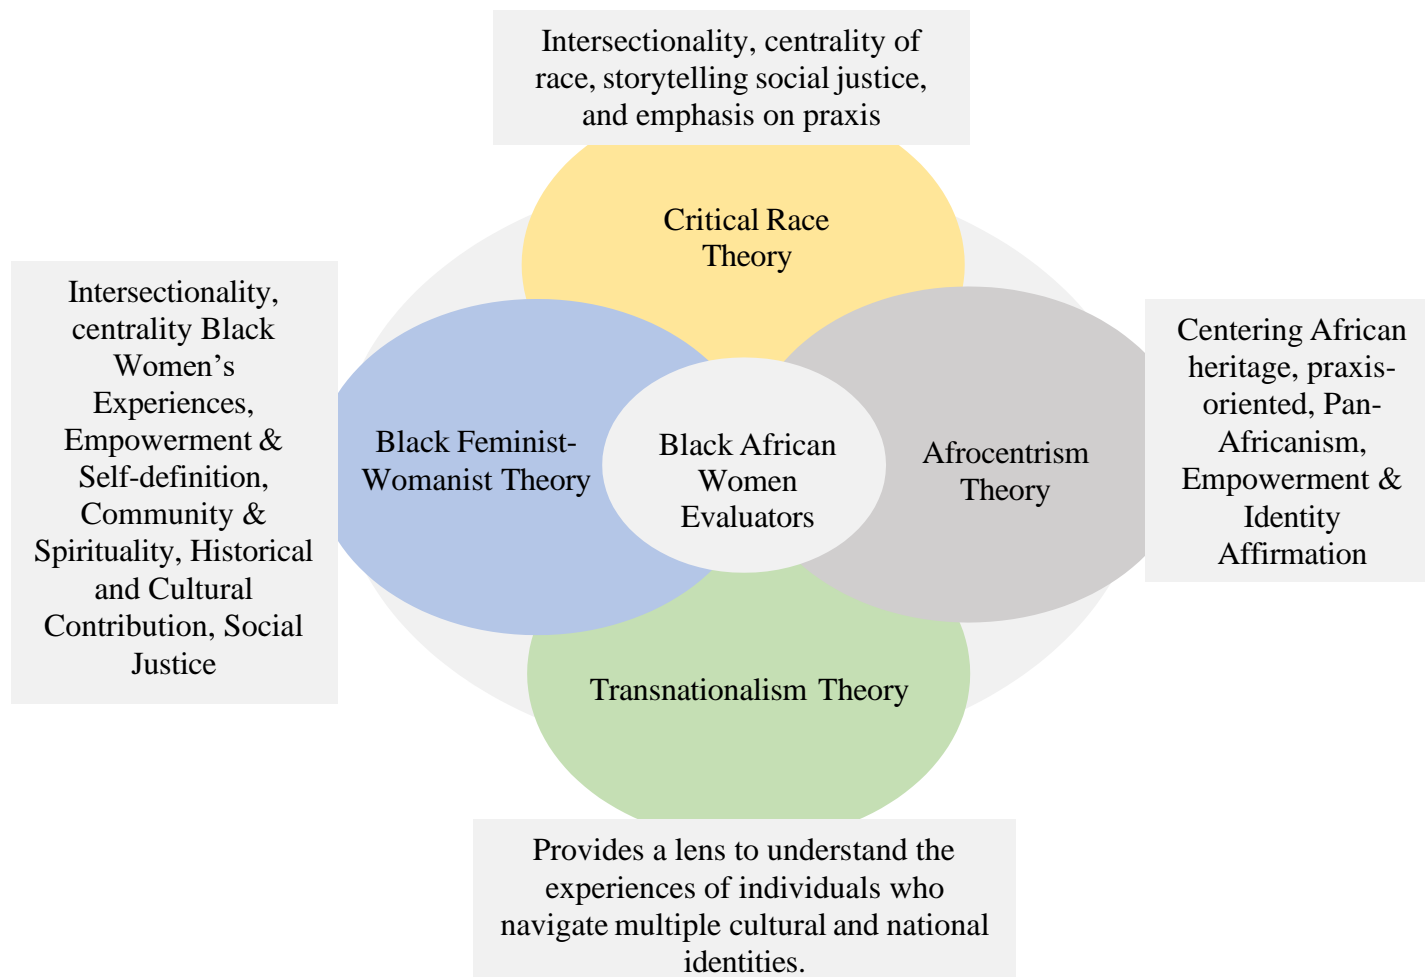 Intersectionality, centrality of
race, storytelling social justice,
and emphasis on praxis
Critical Race
Theory
Intersectionality,
centrality Black
Women’s
Experiences,
Empowerment &
Self-definition,
Community &
Spirituality, Historical
and Cultural
Contribution, Social
Justice
Black Feminist-
Womanist Theory
Black African
Women
Evaluators
Afrocentrism
Theory
Centering African
heritage, praxis-
oriented, Pan-
Africanism,
Empowerment &
Identity
Affirmation
Transnationalism Theory
Provides a lens to understand the
experiences of individuals who
navigate multiple cultural and national
identities.